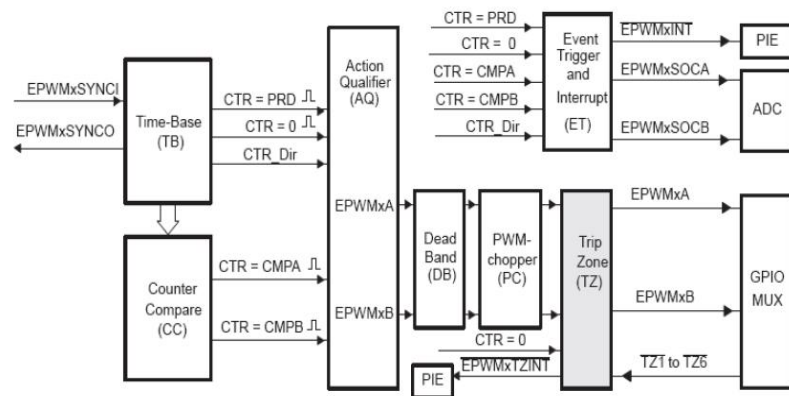 EPWMxSYNCI
EPWMxSYNCO
Time-Base
(TB)
CTR = PRD
CTR = 0
CTR_Dir
Counter
Compare
(CC)
CTR = CMPA
CTR = CMPB
Action
Qualifier
(AQ)
EPWMxA
EPWMxB
CTR = PRD
CTR = 0
CTR = CMPA
CTR = CMPB
CTR_Dir
Event
Trigger
and
Interrupt
(ET)
EPWMxINT
EPWMxSOCA
EPWMxSOCB
PIE
ADC
Dead
Band
(DB)
PWM-
chopper
(PC)
Trip
Zone
(TZ)
CTR = 0
EPWMxTZINT
PIE
EPWMxA
EPWMxB
TZ1 to TZ6
GPIO
MUX